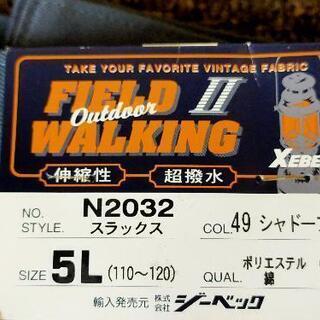 TAKE YOUR FAVORITE VINTAGE FABRIC
FIELD II
Outdoor
WALKING
XEBE
伸縮性 超撥水
NO. N2032
STYLE. スラックス
COL. 49 シャドー
SIZE 5L (110~120)
QUAL. ポリエステル
綿
輸入発売元 株式会社 ジーベック